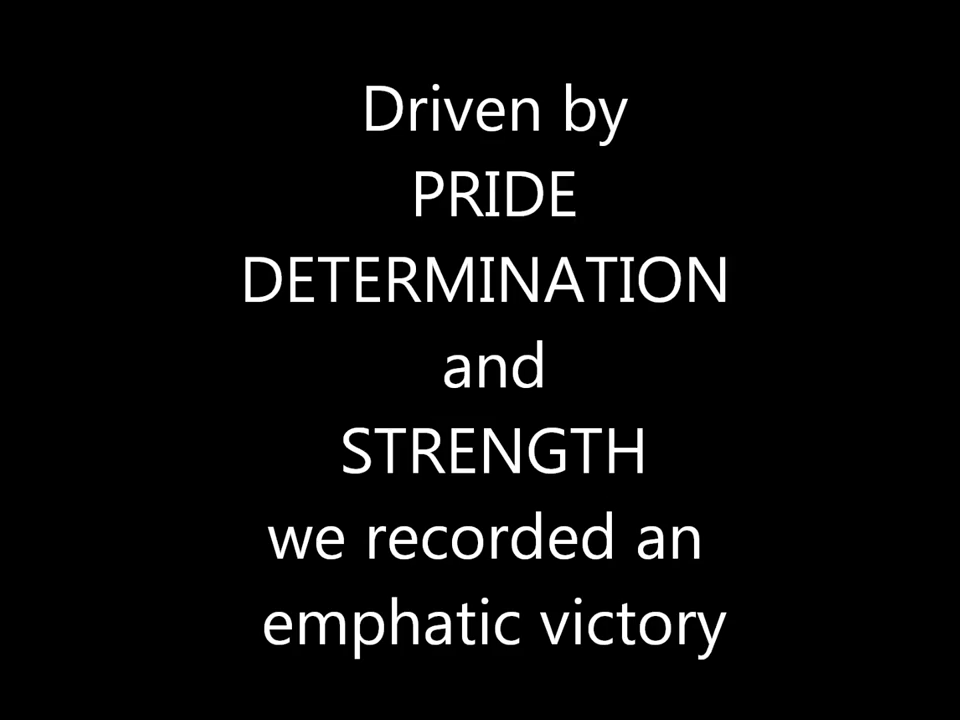 Driven by
PRIDE
DETERMINATION
and
STRENGTH
we recorded an
emphatic victory